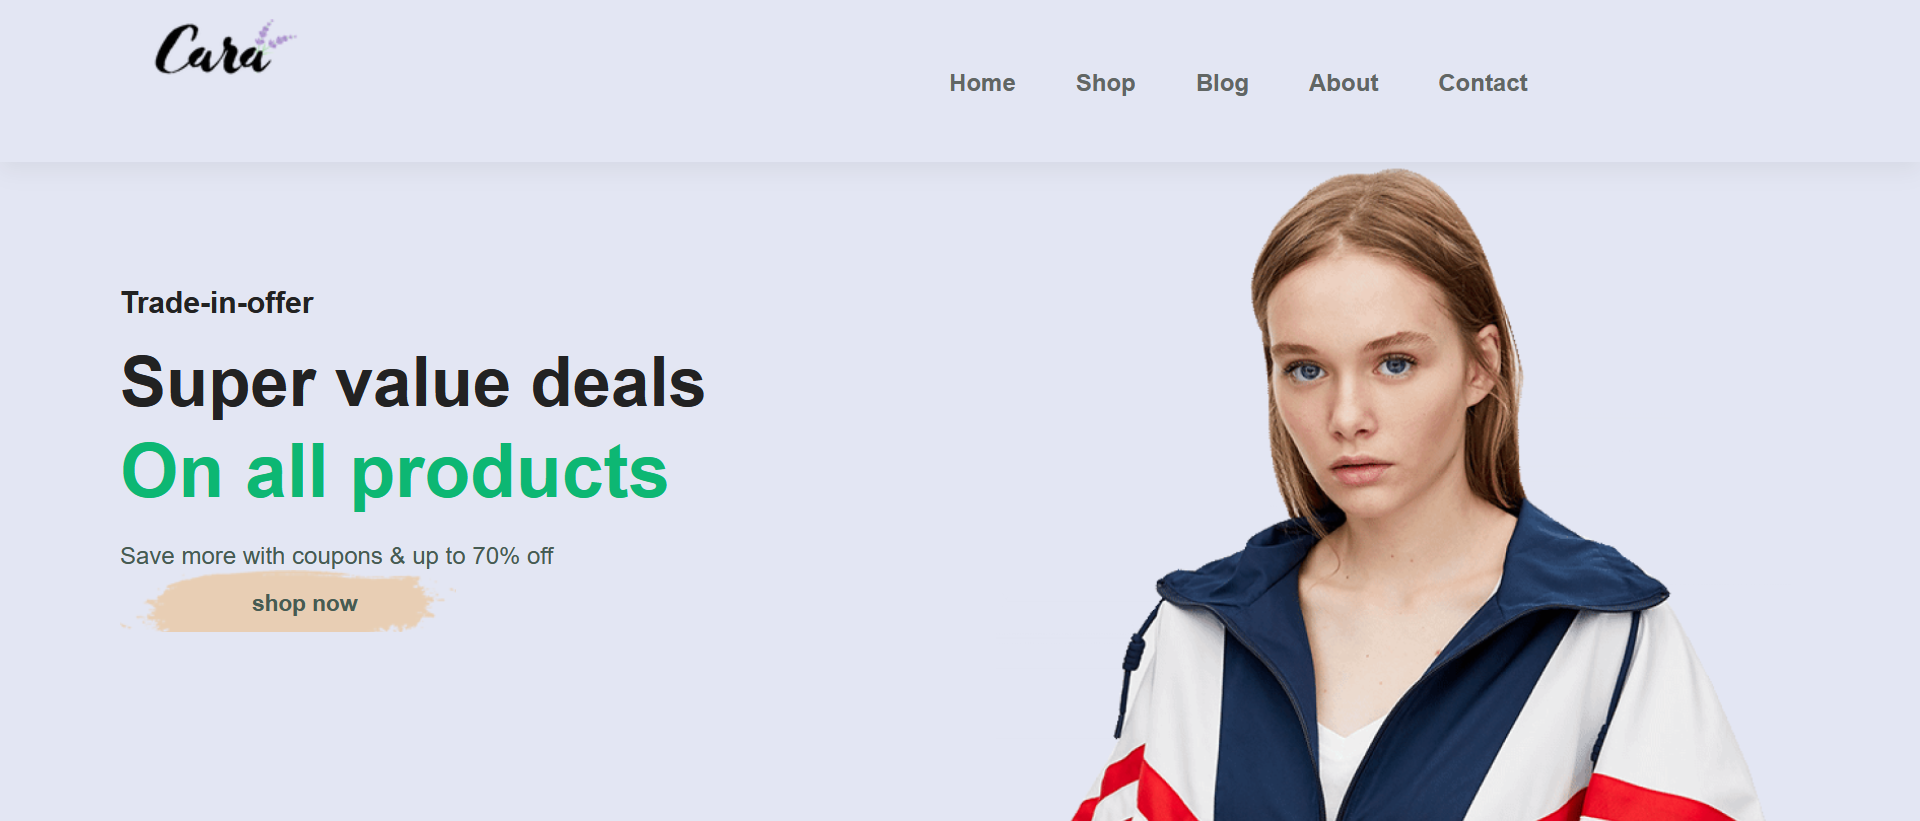 Cara
Home Shop Blog About Contact
Trade-in-offer
Super value deals
On all products
Save more with coupons & up to 70% off
shop now